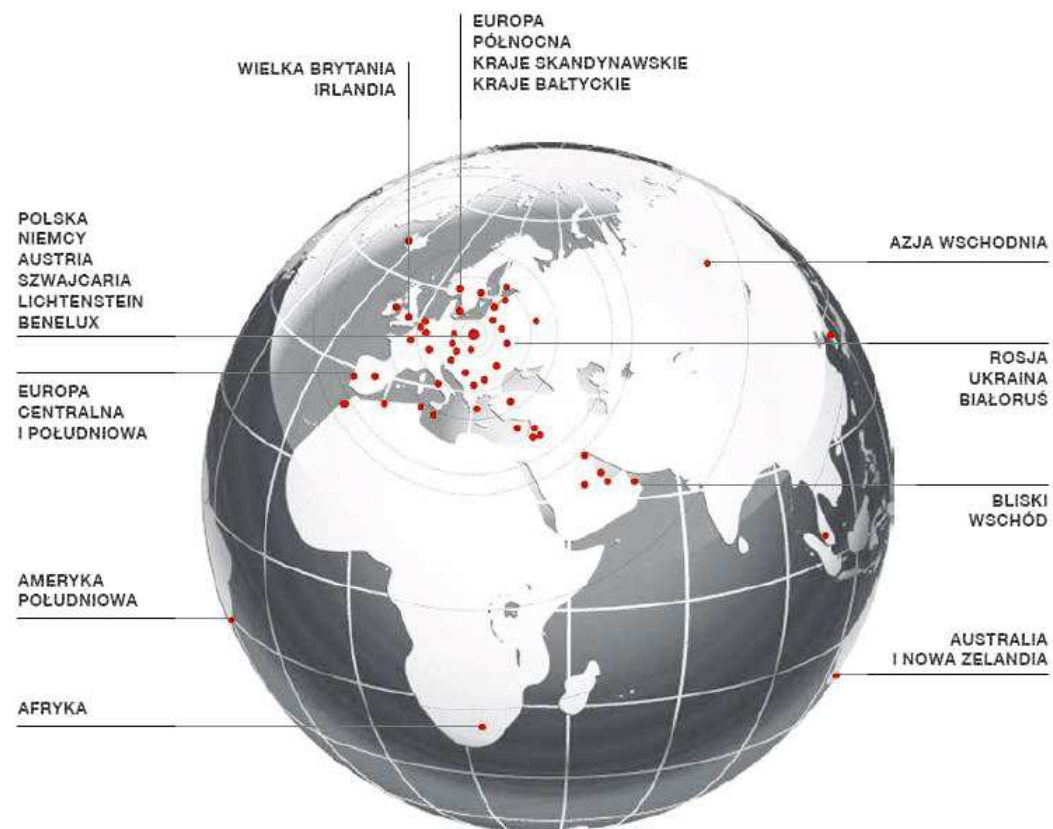 EUROPA
PÓŁNOCNA
KRAJE SKANDYNAWSKIE
KRAJE BAŁTYCKIE
WIELKA BRYTANIA
IRLANDIA
POLSKA
NIEMCY
AUSTRIA
SZWAJCARIA
LICHTENSTEIN
BENELUX
EUROPA
CENTRALNA
I POŁUDNIOWA
AMERYKA
POŁUDNIOWA
AFRYKA
AZJA WSCHODNIA
ROSJA
UKRAINA
BIAŁORUŚ
BLISKI
WSCHÓD
AUSTRALIA
I NOWA ZELANDIA